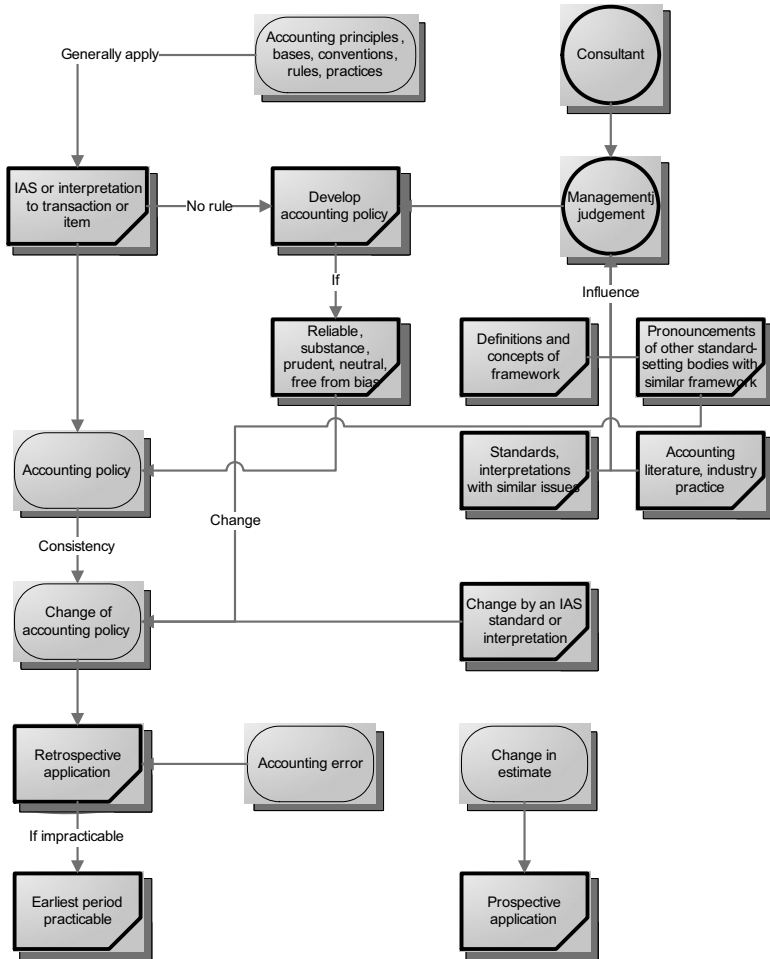 Accounting principles,
bases, conventions,
rules, practices
Generally apply
Consultant
IAS or interpretation
to transaction or
item
No rule
Develop
accounting policy
Managementj
judgement
If
Influence
Reliable,
substance,
prudent, neutral,
free from bias
Definitions and
concepts of
framework
Pronouncements
of other standard-
setting bodies with
similar framework
Accounting policy
Standards,
interpretations
with similar issues
Accounting
literature, industry
practice
Change
Consistency
Change of
accounting policy
Change by an IAS
standard or
interpretation
Retrospective
application
Accounting error
Change in
estimate
If impracticable
Earliest period
practicable
Prospective
application